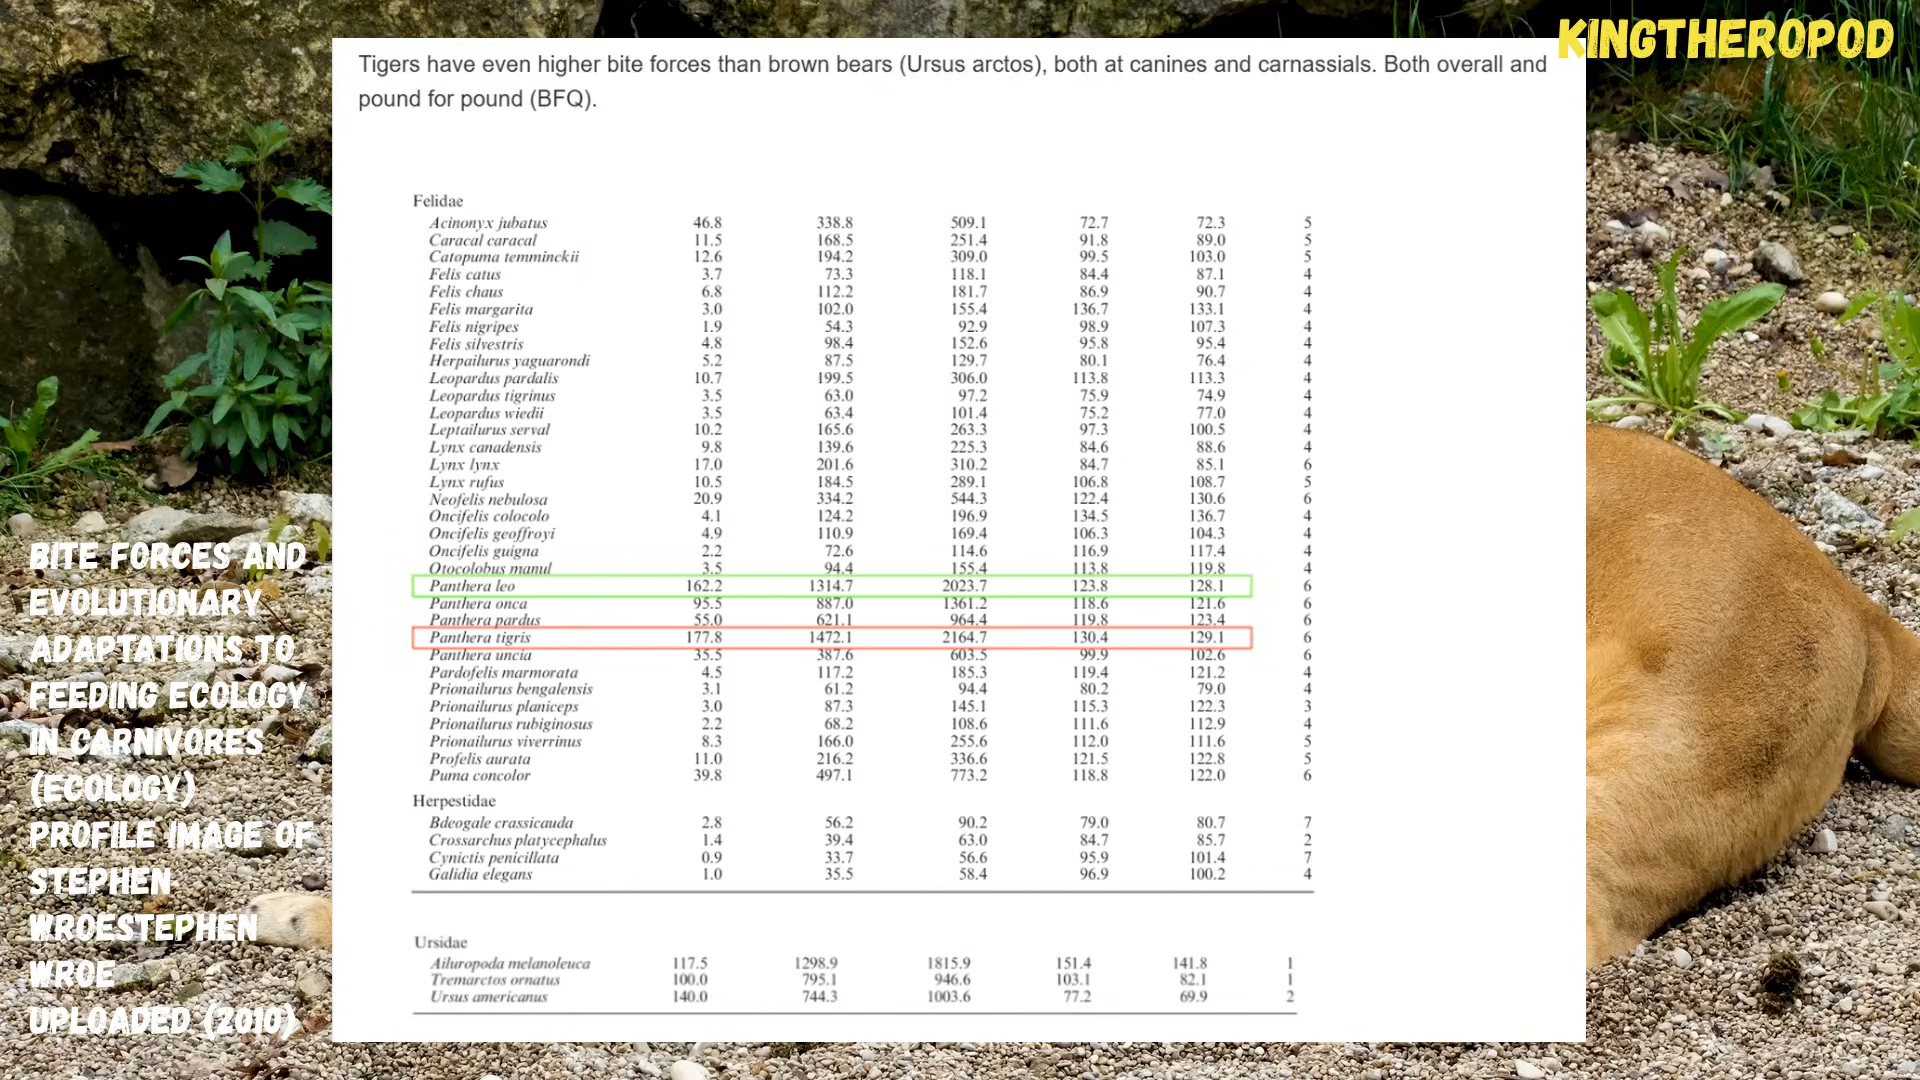 KINGTHEROPOD
Tigers have even higher bite forces than brown bears (Ursus arctos), both at canines and carnassials. Both overall and
pound for pound (BFQ).
Felidae
Acinonyx jubatus 46.8 338.8 509.1 72.7 72.3 5
Caracal caracal 11.5 168.5 251.4 91.8 89.0 5
Catopuma temminckii 12.6 194.2 309.0 99.5 103.0 5
Felis catus 3.7 73.3 118.1 84.4 87.1 4
Felis chaus 6.8 112.2 181.7 86.9 90.7 4
Felis margarita 3.0 102.0 155.4 136.7 133.1 4
Felis nigripes 1.9 54.3 92.9 98.9 107.3 4
Felis silvestris 4.8 98.4 152.6 95.8 95.4 4
Herpailurus yaguarondi 5.2 87.5 129.7 80.1 76.4 4
Leopardus pardalis 10.7 199.5 306.0 113.8 113.3 4
Leopardus tigrinus 3.5 63.0 97.2 75.9 74.9 4
Leopardus wiedii 3.5 63.4 101.4 75.2 77.0 4
Leptailurus serval 10.2 165.6 263.3 97.3 100.5 4
Lynx canadensis 9.8 139.6 225.3 84.6 88.6 4
Lynx lynx 17.0 201.6 310.2 84.7 85.1 6
Lynx rufus 10.5 184.5 289.1 106.8 108.7 5
Neofelis nebulosa 20.9 334.2 544.3 122.4 130.6 6
Oncifelis colocolo 4.1 124.2 196.9 134.5 136.7 4
Oncifelis geoffroyi 4.9 110.9 169.4 106.3 104.3 4
Oncifelis guigna 2.2 72.6 114.6 116.9 117.4 4
Otocolobus manul 3.5 94.4 155.4 113.8 119.8 4
Panthera leo 162.2 1314.7 2023.7 123.8 128.1 6
Panthera onca 95.5 887.0 1361.2 118.6 121.6 6
Panthera pardus 55.0 621.1 964.4 119.8 123.4 6
Panthera tigris 177.8 1472.1 2164.7 130.4 129.1 6
Panthera uncia 35.5 387.6 603.5 99.9 102.6 6
Pardofelis marmorata 4.5 117.2 185.3 119.4 121.2 4
Prionailurus bengalensis 3.1 61.2 94.4 80.2 79.0 4
Prionailurus planiceps 3.0 87.3 145.1 115.3 122.3 3
Prionailurus rubiginosus 2.2 68.2 108.6 111.6 112.9 4
Prionailurus viverrinus 8.3 166.0 255.6 112.0 111.6 5
Profelis aurata 11.0 216.2 336.6 121.5 122.8 5
Puma concolor 39.8 497.1 773.2 118.8 122.0 6
Herpestidae
Bdeogale crassicauda 2.8 56.2 90.2 79.0 80.7 7
Crossarchus platycephalus 1.4 39.4 63.0 84.7 85.7 2
Cynictis penicillata 0.9 33.7 56.6 95.9 101.4 7
Galidia elegans 1.0 35.5 58.4 96.9 100.2 4
Ursidae
Ailuropoda melanoleuca 117.5 1298.9 1815.9 151.4 141.8 1
Tremarctos ornatus 100.0 795.1 946.6 103.1 82.1 1
Ursus americanus 140.0 744.3 1003.6 77.2 69.9 2
BITE FORCES AND
EVOLUTIONARY
ADAPTATIONS TO
FEEDING ECOLOGY
IN CARNIVORES
(ECOLOGY)
PROFILE IMAGE OF
STEPHEN
WROESTEPHEN
WROE
UPLOADED (2010)